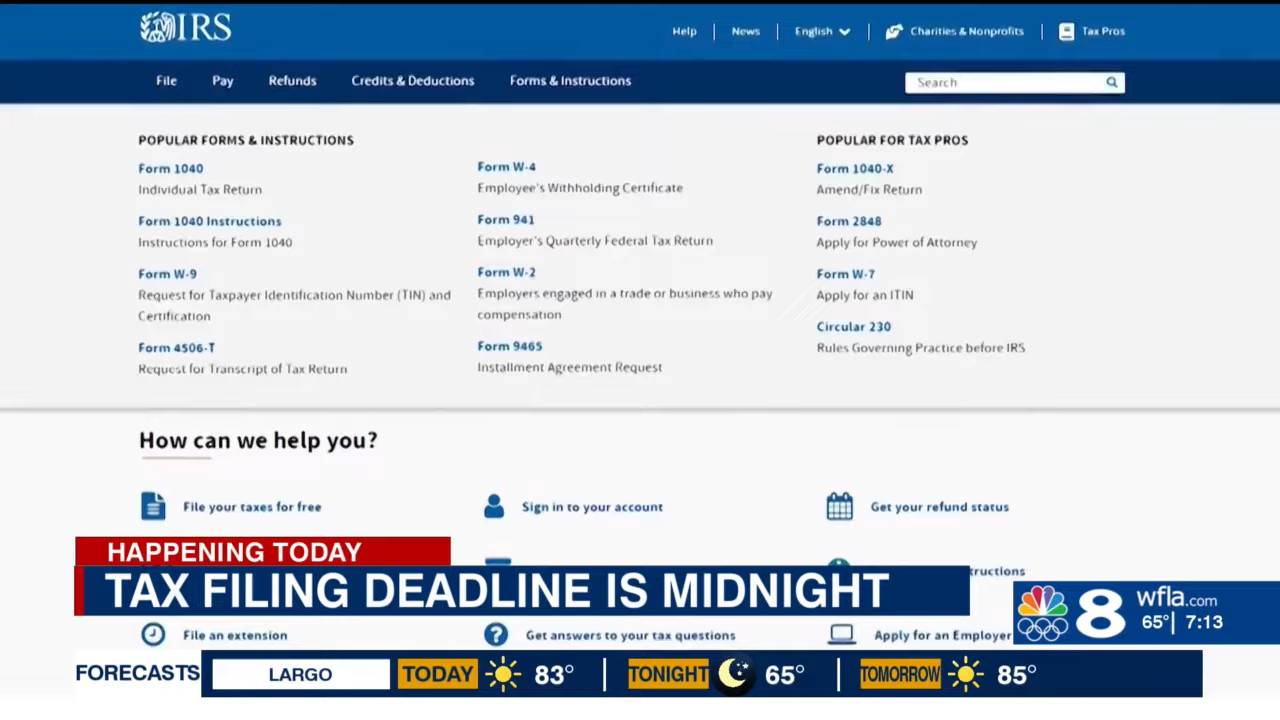 IRS
Help
News
English
Charities & Nonprofits
Tax Pros
File
Pay
Refunds
Credits & Deductions
Forms & Instructions
Search
POPULAR FORMS & INSTRUCTIONS
Form 1040
Individual Tax Return
Form 1040 Instructions
Instructions for Form 1040
Form W-9
Request for Taxpayer Identification Number (TIN) and
Certification
Form 4506-T
Request for Transcript of Tax Return
Form W-4
Employee's Withholding Certificate
Form 941
Employer's Quarterly Federal Tax Return
Form W-2
Employers engaged in a trade or business who pay
compensation
Form 9465
Installment Agreement Request
POPULAR FOR TAX PROS
Form 1040-X
Amend/Fix Return
Form 2848
Apply for Power of Attorney
Form W-7
Apply for an ITIN
Circular 230
Rules Governing Practice before IRS
How can we help you?
File your taxes for free
Sign in to your account
Get your refund status
HAPPENING TODAY
TAX FILING DEADLINE IS MIDNIGHT
File an extension
Get answers to your tax questions
Apply for an Employer
8
wfla.com
65° 7:13
FORECASTS
LARGO
TODAY
83°
TONIGHT
65°
TOMORROW
85°